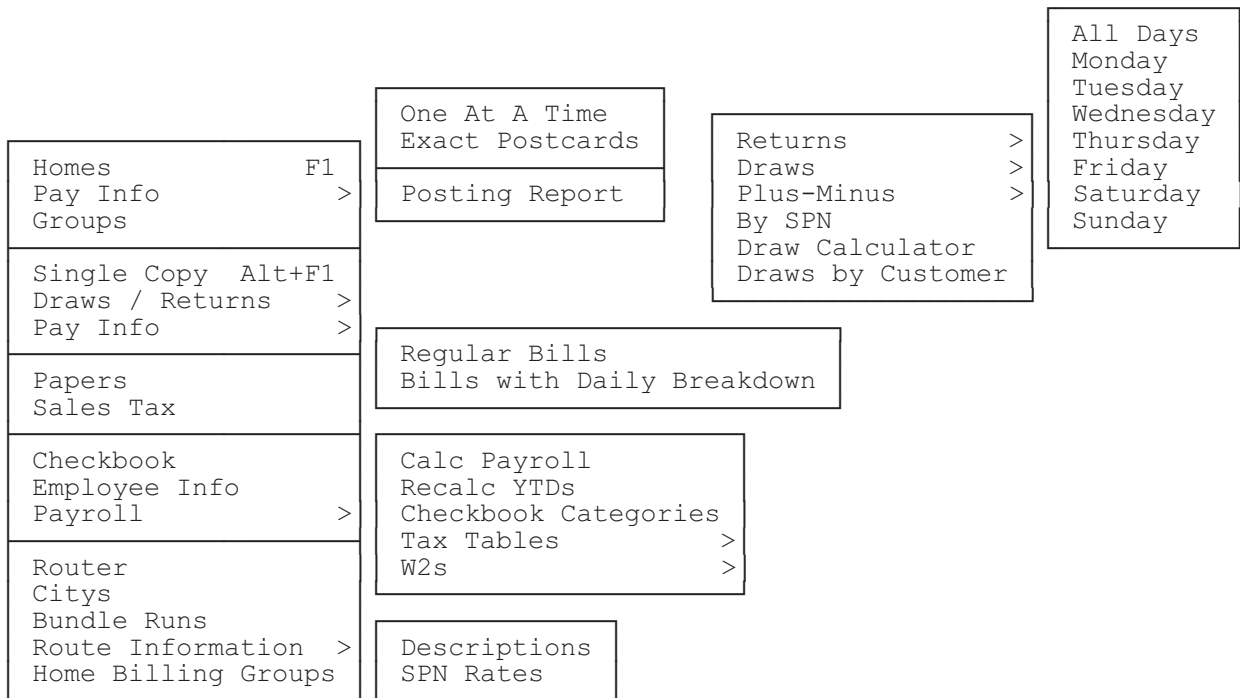 Homes F1
Pay Info >
Groups
Single Copy Alt+F1
Draws / Returns >
Pay Info >
Papers
Sales Tax
Checkbook
Employee Info
Payroll >
Router
Citys
Bundle Runs
Route Information >
Home Billing Groups
One At A Time
Exact Postcards
Posting Report
Returns >
Draws >
Plus-Minus >
By SPN
Draw Calculator
Draws by Customer
All Days
Monday
Tuesday
Wednesday
Thursday
Friday
Saturday
Sunday
Regular Bills
Bills with Daily Breakdown
Calc Payroll
Recalc YTDs
Checkbook Categories
Tax Tables >
W2s >
Descriptions
SPN Rates